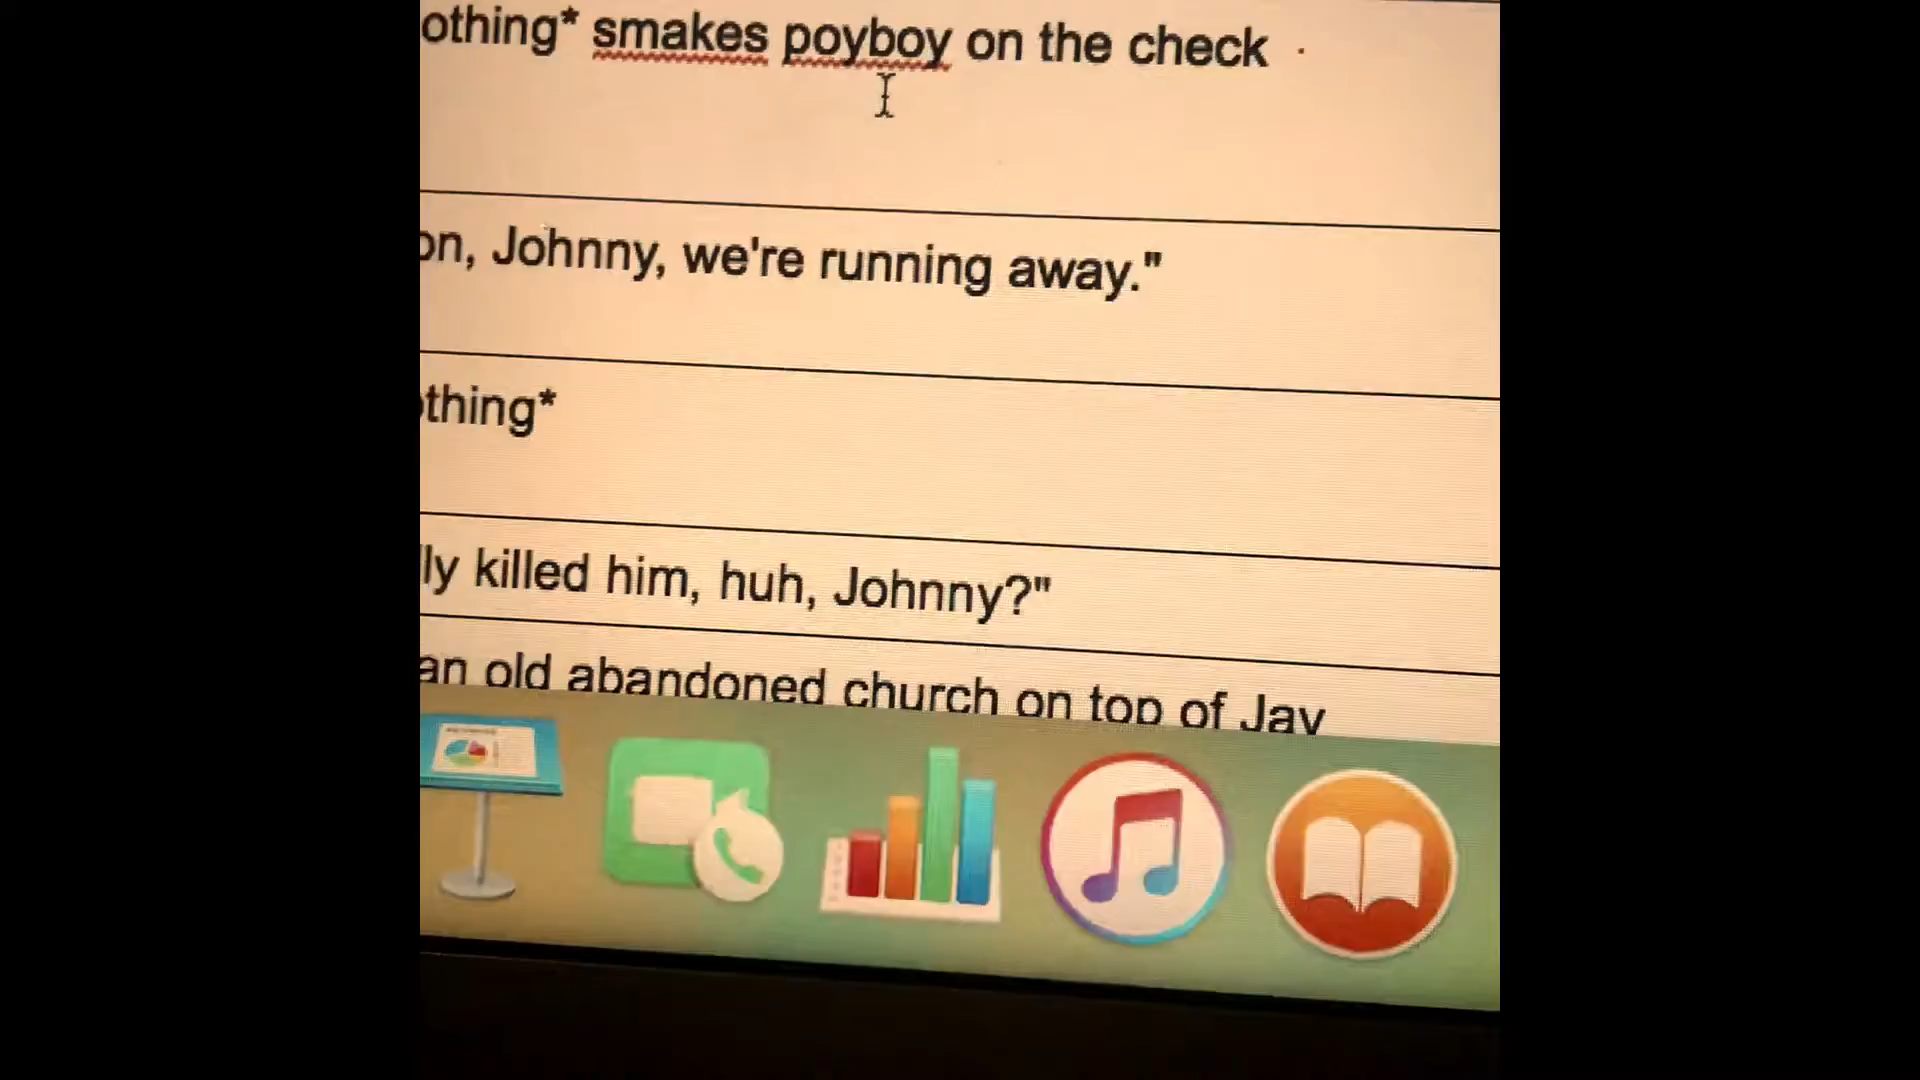 othing* smakes poyboy on the check
on, Johnny, we're running away."
thing*
lly killed him, huh, Johnny?"
an old abandoned church on top of Jay